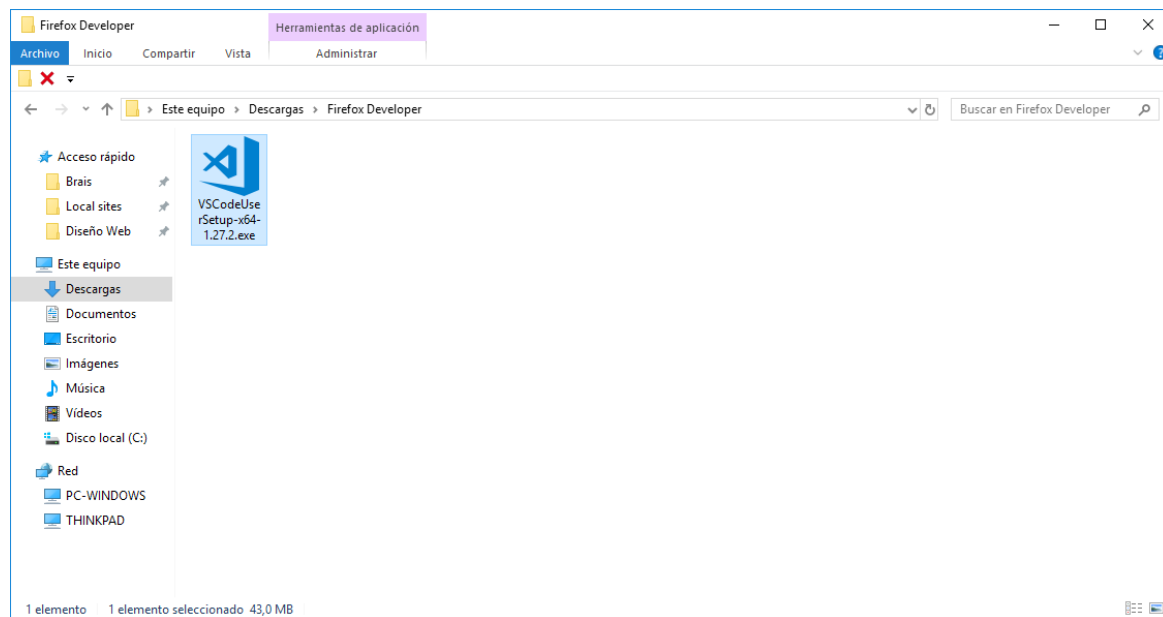 Firefox Developer
Herramientas de aplicación
Archivo Inicio Compartir Vista Administrar
Este equipo Descargas Firefox Developer
Buscar en Firefox Developer
Acceso rápido
Brais
Local sites
Diseño Web
Este equipo
Descargas
Documentos
Escritorio
Imágenes
Música
Vídeos
Disco local (C:)
Red
PC-WINDOWS
THINKPAD
VSCodeUse
rSetup-x64-
1.27.2.exe
1 elemento 1 elemento seleccionado 43,0 MB